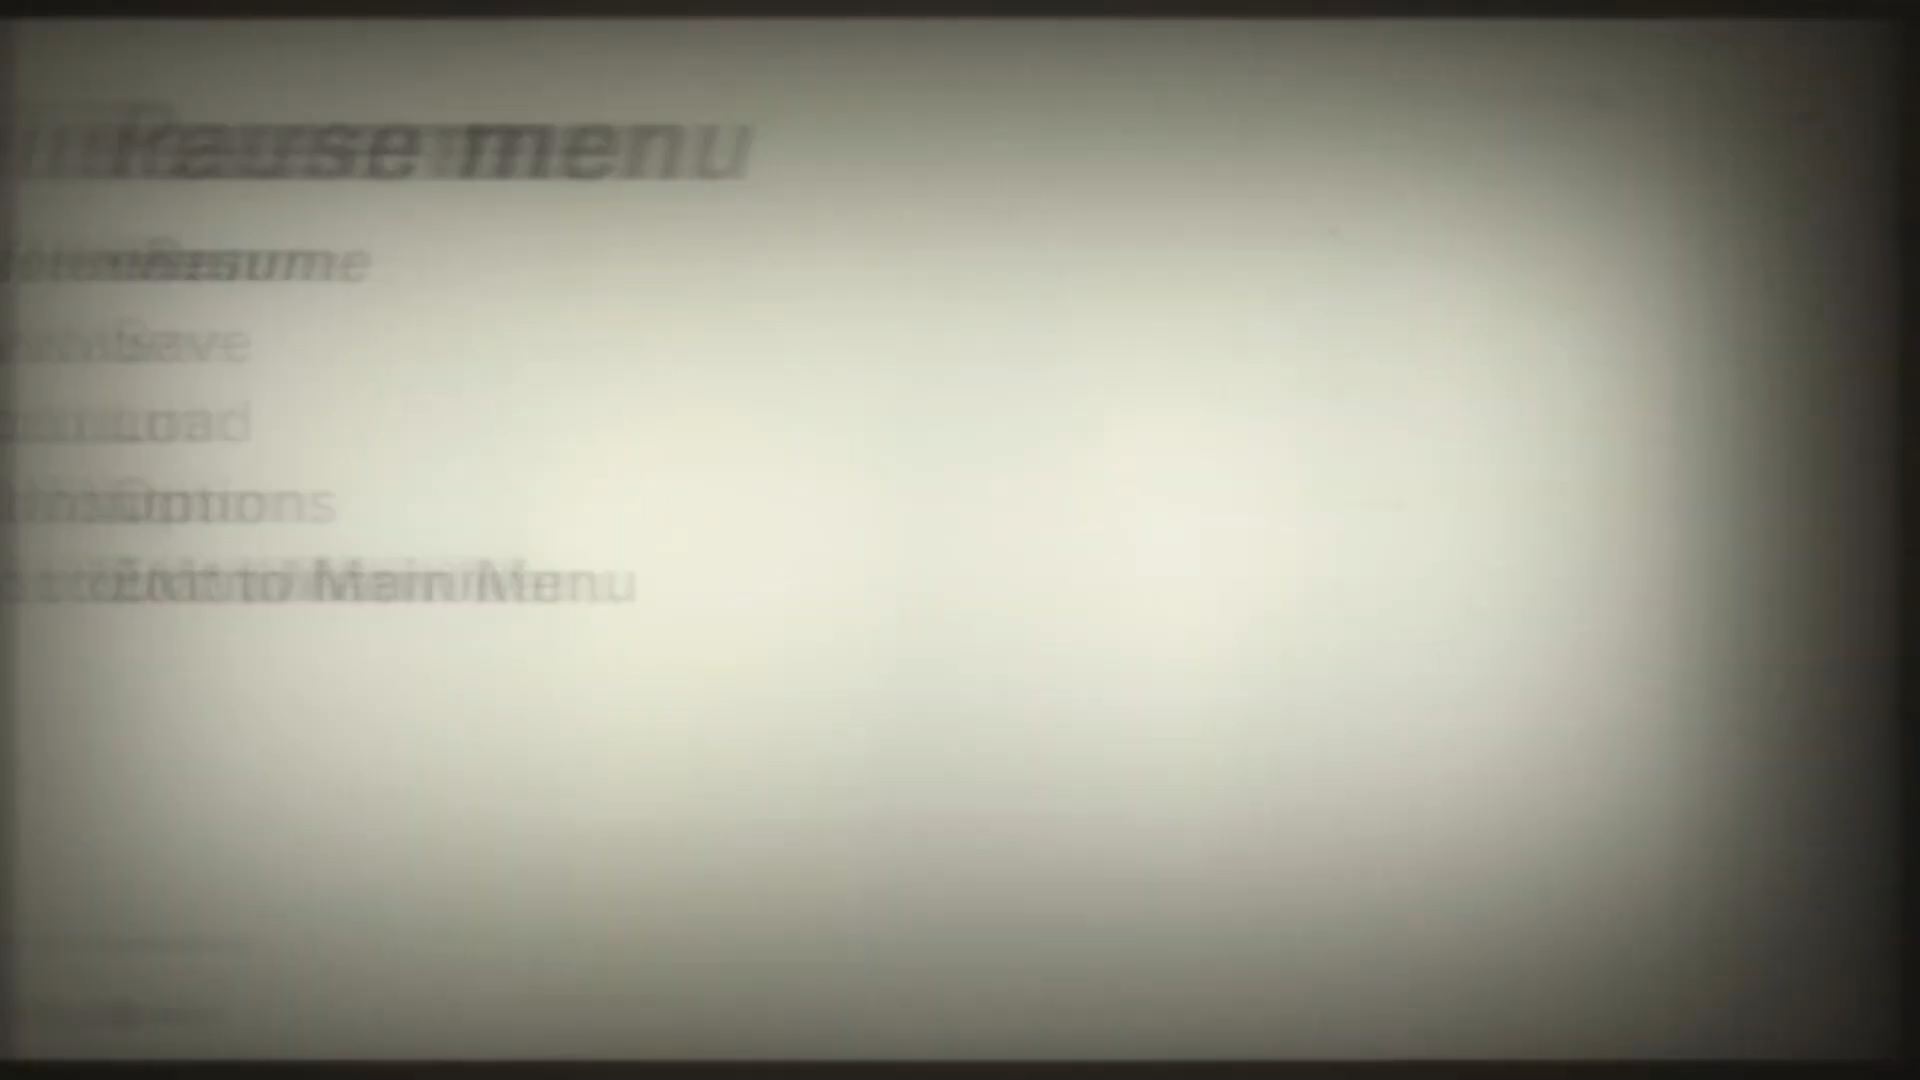 Pause menu
Resume
Save
Load
Options
Exit to Main Menu